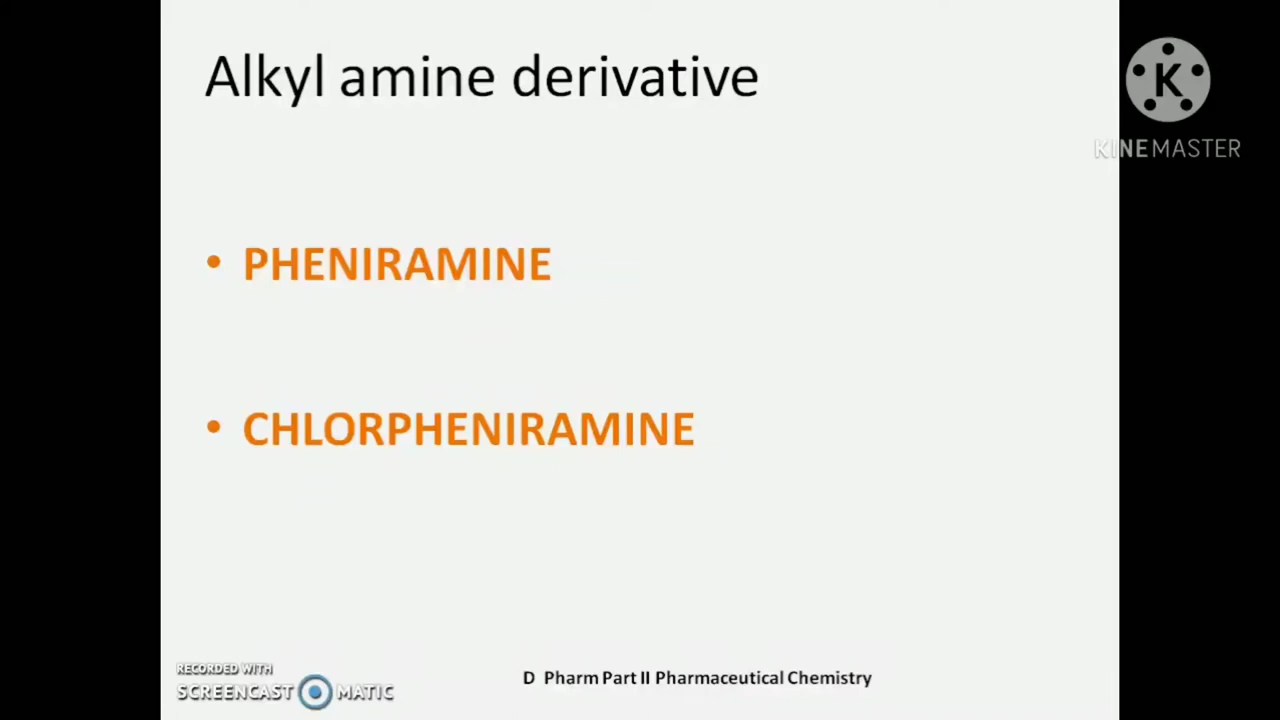 Alkyl amine derivative
K
KINEMASTER
• PHENIRAMINE
• CHLORPHENIRAMINE
RECORDED WITH
SCREENCAST MATIC
D Pharm Part II Pharmaceutical Chemistry